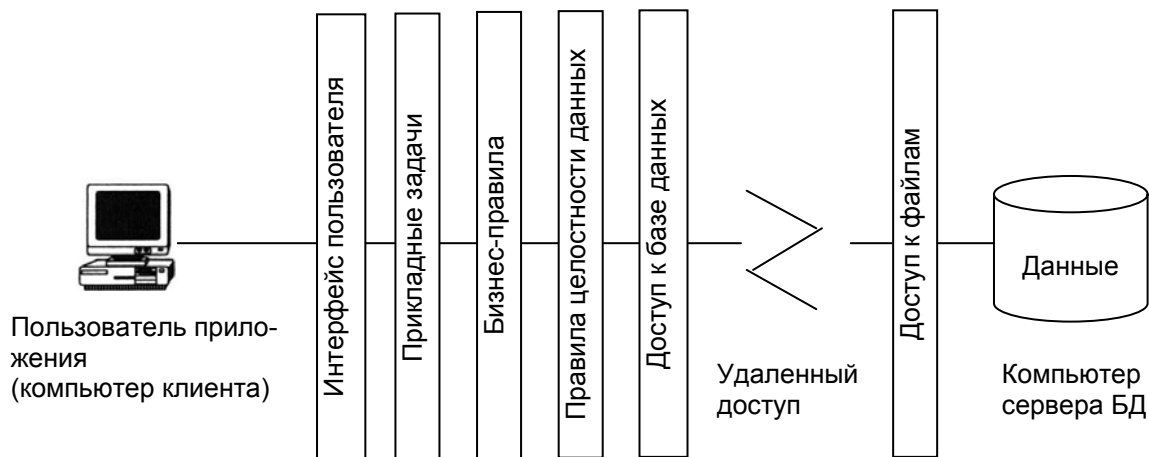 Интерфейс пользователя
Прикладные задачи
Бизнес-правила
Правила целостности данных
Доступ к базе данных
Доступ к файлам
Данные
Пользователь прило-
жения
(компьютер клиента)
Удаленный
доступ
Компьютер
сервера БД